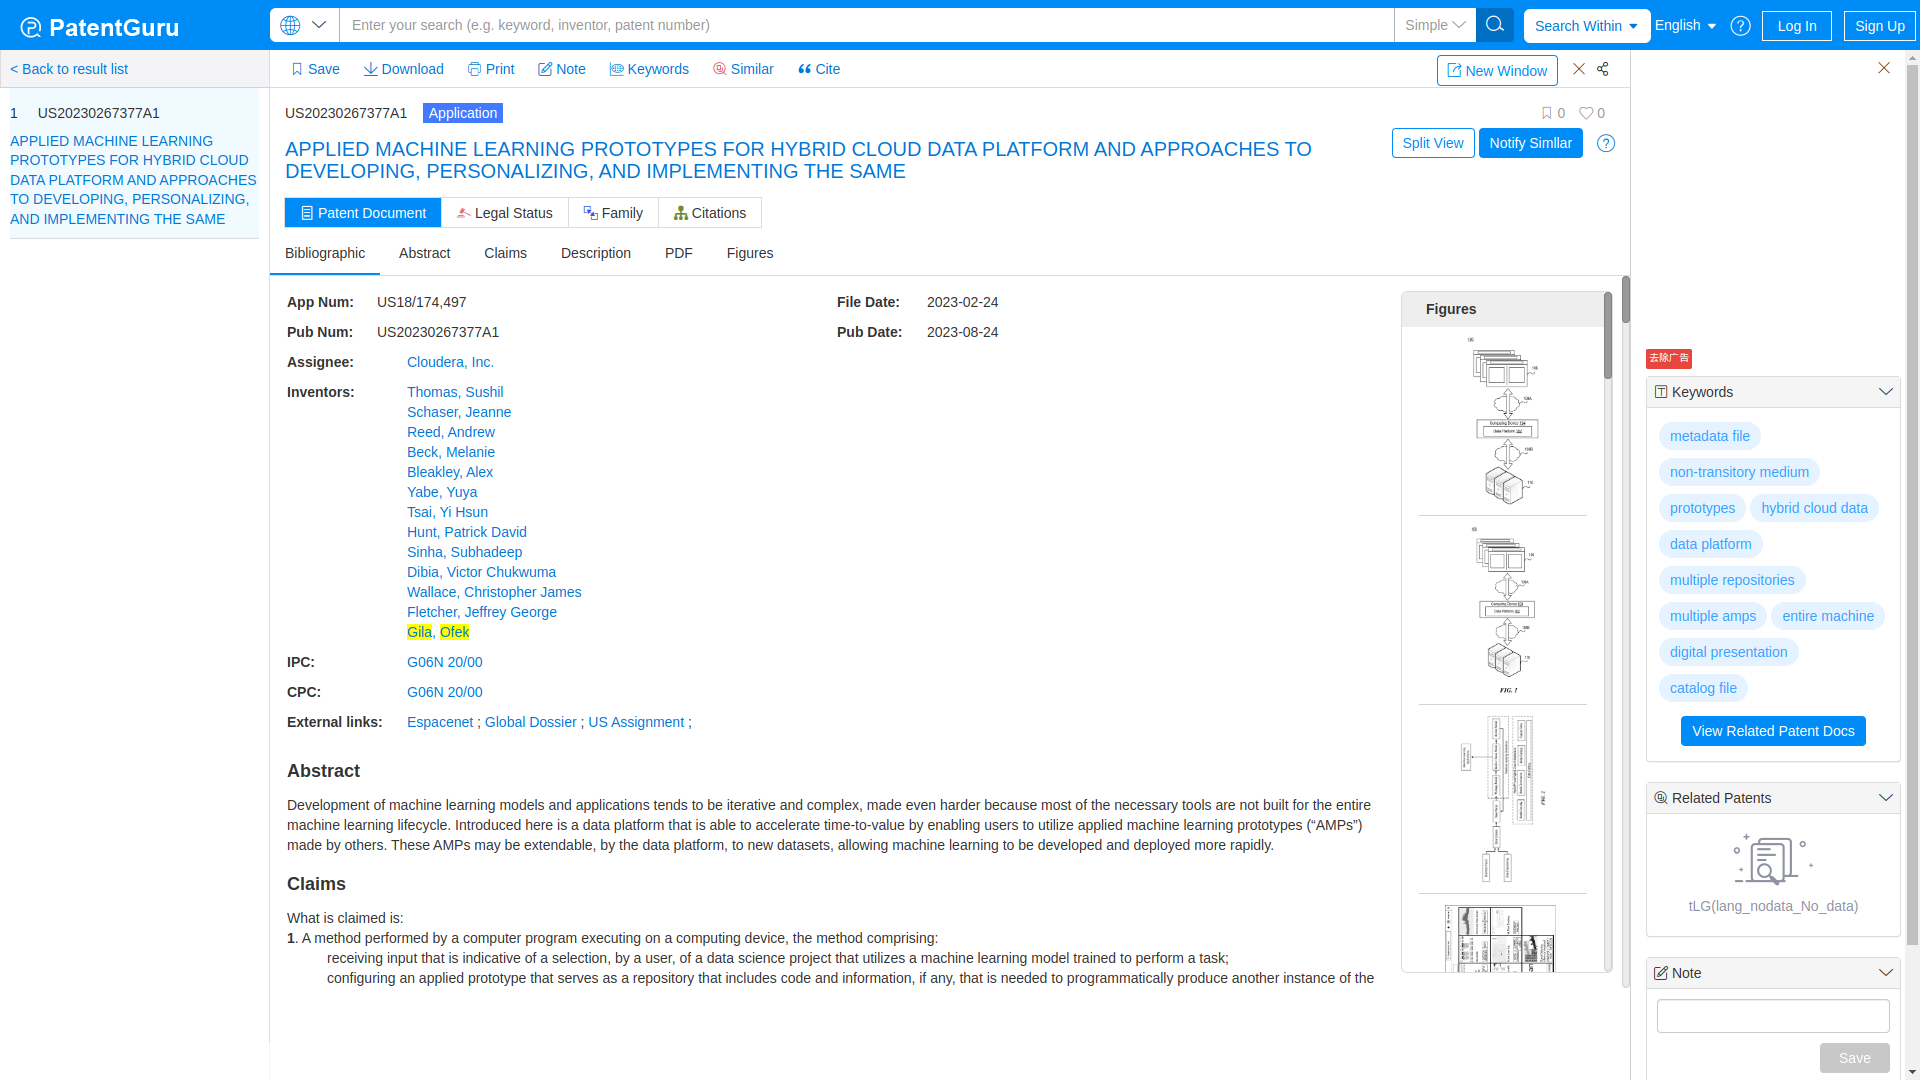 PatentGuru
Enter your search (e.g. keyword, inventor, patent number)
Simple
Search Within
English
Log In
Sign Up
< Back to result list
Save
Download
Print
Note
Keywords
Similar
Cite
New Window
1 US20230267377A1
APPLIED MACHINE LEARNING
PROTOTYPES FOR HYBRID CLOUD
DATA PLATFORM AND APPROACHES
TO DEVELOPING, PERSONALIZING,
AND IMPLEMENTING THE SAME
US20230267377A1 Application
0 0
APPLIED MACHINE LEARNING PROTOTYPES FOR HYBRID CLOUD DATA PLATFORM AND APPROACHES TO
DEVELOPING, PERSONALIZING, AND IMPLEMENTING THE SAME
Split View
Notify Simllar
Patent Document
Legal Status
Family
Citations
Bibliographic
Abstract
Claims
Description
PDF
Figures
App Num: US18/174,497 File Date: 2023-02-24
Pub Num: US20230267377A1 Pub Date: 2023-08-24
Assignee: Cloudera, Inc.
Inventors: Thomas, Sushil
Schaser, Jeanne
Reed, Andrew
Beck, Melanie
Bleakley, Alex
Yabe, Yuya
Tsai, Yi Hsun
Hunt, Patrick David
Sinha, Subhadeep
Dibia, Victor Chukwuma
Wallace, Christopher James
Fletcher, Jeffrey George
Gila, Ofek
IPC: G06N 20/00
CPC: G06N 20/00
External links: Espacenet ; Global Dossier ; US Assignment ;
Abstract
Development of machine learning models and applications tends to be iterative and complex, made even harder because most of the necessary tools are not built for the entire
machine learning lifecycle. Introduced here is a data platform that is able to accelerate time-to-value by enabling users to utilize applied machine learning prototypes (“AMPs”)
made by others. These AMPs may be extendable, by the data platform, to new datasets, allowing machine learning to be developed and deployed more rapidly.
Claims
What is claimed is:
1. A method performed by a computer program executing on a computing device, the method comprising:
receiving input that is indicative of a selection, by a user, of a data science project that utilizes a machine learning model trained to perform a task;
configuring an applied prototype that serves as a repository that includes code and information, if any, that is needed to programmatically produce another instance of the
Figures
FIG. 1
去除广告
Keywords
metadata file
non-transitory medium
prototypes
hybrid cloud data
data platform
multiple repositories
multiple amps
entire machine
digital presentation
catalog file
View Related Patent Docs
Related Patents
tLG(lang_nodata_No_data)
Note
Save